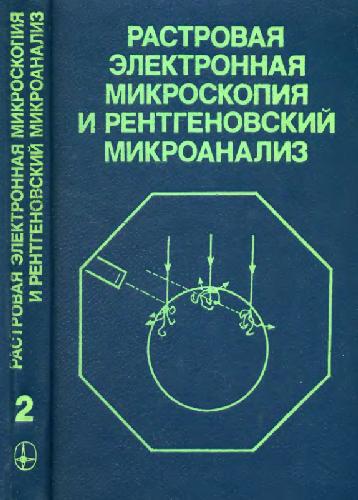 РАСТРОВАЯ
ЭЛЕКТРОННАЯ
МИКРОСКОПИЯ
И РЕНТГЕНОВСКИЙ
МИКРОАНАЛИЗ
РАСТРОВАЯ ЭЛЕКТРОННАЯ МИКРОСКОПИЯ
И РЕНТГЕНОВСКИЙ МИКРОАНАЛИЗ
2